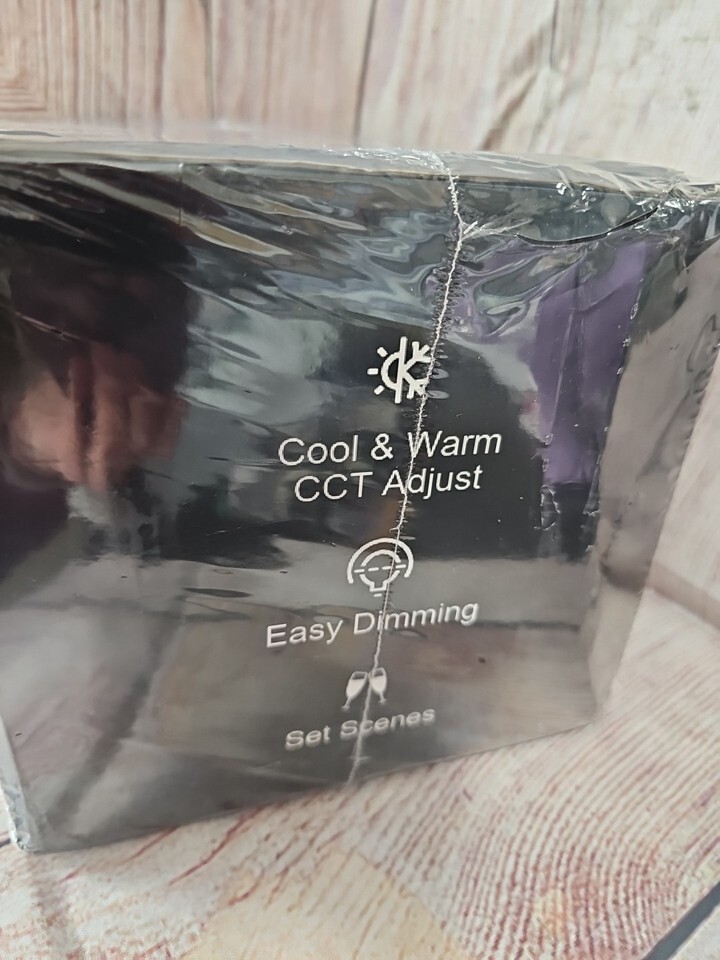 Cool & Warm
CCT Adjust
Easy Dimming
Set Scenes